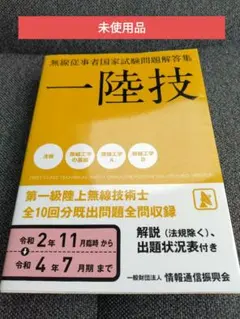 未使用品
無線従事者国家試験問題解答集
一陸技
法規
無線工学の基礎
無線工学A
無線工学B
第一級陸上無線技術士
全10回分既出問題全問収録
令和2年11月臨時から
令和4年7月期まで
解説(法規除く)、
出題状況表付き
一般財団法人 情報通信振興会